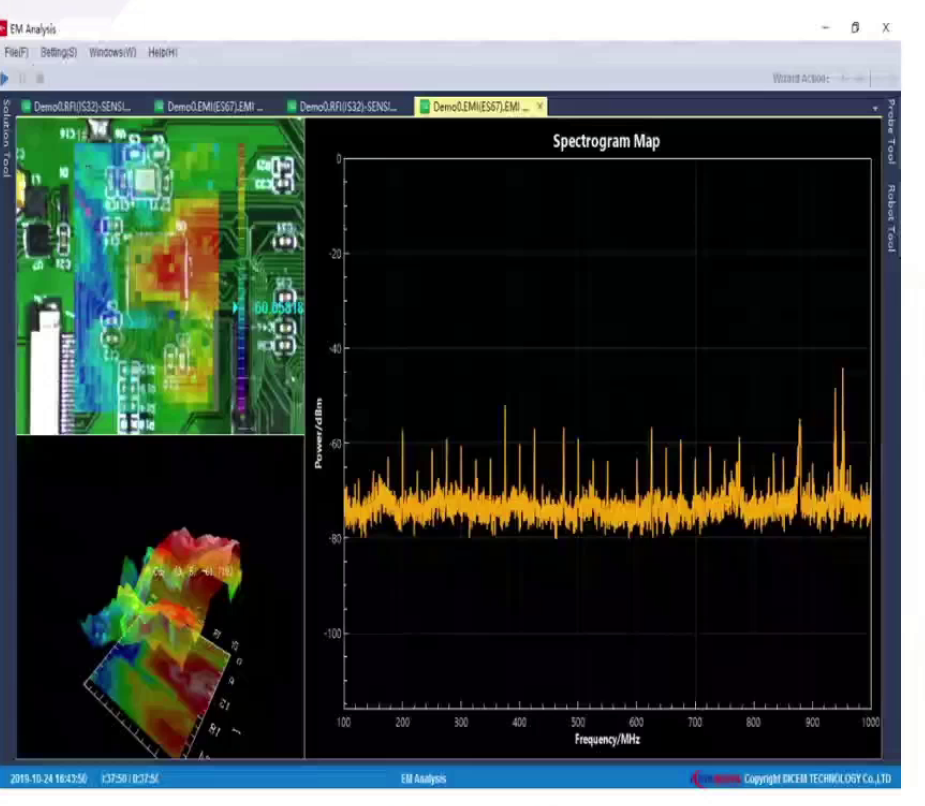 EM Analysis
File(F) Setting(S) Windows(W) Help(H)
Wizard Action:
Solution Tool
Demo0.RFI(IS32)-SENSI...
Demo0.EMI(ES67).EMI ...
Demo0.RFI(IS32)-SENSI...
Demo0.EMI(ES67).EMI ... ×
Probe Tool
Robot Tool
Spectrogram Map
0
-20
-40
-60
-80
-100
Power/dBm
100 200 300 400 500 600 700 800 900 1000
Frequency/MHz
2019-10-24 16:43:50
EM Analysis
Copyright DICEM TECHNOLOGY Co.,LTD